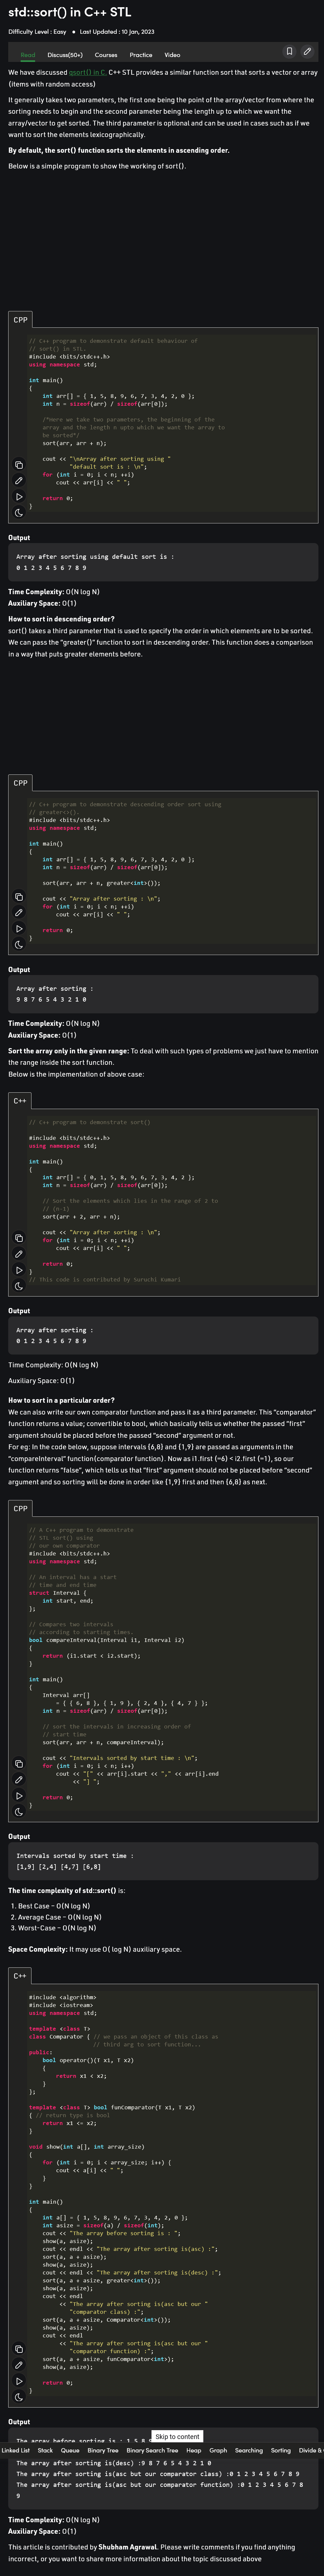 std::sort() in C++ STL
Difficulty Level : Easy ● Last Updated : 10 Jan, 2023
Read Discuss(50+) Courses Practice Video
We have discussed qsort() in C. C++ STL provides a similar function sort that sorts a vector or array
(items with random access)
It generally takes two parameters, the first one being the point of the array/vector from where the
sorting needs to begin and the second parameter being the length up to which we want the
array/vector to get sorted. The third parameter is optional and can be used in cases such as if we
want to sort the elements lexicographically.
By default, the sort() function sorts the elements in ascending order.
Below is a simple program to show the working of sort().
CPP
// C++ program to demonstrate default behaviour of
// sort() in STL.
#include <bits/stdc++.h>
using namespace std;
int main()
{
int arr[] = { 1, 5, 8, 9, 6, 7, 3, 4, 2, 0 };
int n = sizeof(arr) / sizeof(arr[0]);
/*Here we take two parameters, the beginning of the
array and the length n upto which we want the array to
be sorted*/
sort(arr, arr + n);
cout << "\nArray after sorting using "
"default sort is : \n";
for (int i = 0; i < n; ++i)
cout << arr[i] << " ";
return 0;
}
Output
Array after sorting using default sort is :
0 1 2 3 4 5 6 7 8 9
Time Complexity: O(N log N)
Auxiliary Space: O(1)
How to sort in descending order?
sort() takes a third parameter that is used to specify the order in which elements are to be sorted.
We can pass the “greater()” function to sort in descending order. This function does a comparison
in a way that puts greater elements before.
CPP
// C++ program to demonstrate descending order sort using
// greater<>().
#include <bits/stdc++.h>
using namespace std;
int main()
{
int arr[] = { 1, 5, 8, 9, 6, 7, 3, 4, 2, 0 };
int n = sizeof(arr) / sizeof(arr[0]);
sort(arr, arr + n, greater<int>());
cout << "Array after sorting : \n";
for (int i = 0; i < n; ++i)
cout << arr[i] << " ";
return 0;
}
Output
Array after sorting :
9 8 7 6 5 4 3 2 1 0
Time Complexity: O(N log N)
Auxiliary Space: O(1)
Sort the array only in the given range: To deal with such types of problems we just have to mention
the range inside the sort function.
Below is the implementation of above case:
C++
// C++ program to demonstrate sort()
#include <bits/stdc++.h>
using namespace std;
int main()
{
int arr[] = { 0, 1, 5, 8, 9, 6, 7, 3, 4, 2 };
int n = sizeof(arr) / sizeof(arr[0]);
// Sort the elements which lies in the range of 2 to
// (n-1)
sort(arr + 2, arr + n);
cout << "Array after sorting : \n";
for (int i = 0; i < n; ++i)
cout << arr[i] << " ";
return 0;
}
// This code is contributed by Suruchi Kumari
Output
Array after sorting :
0 1 2 3 4 5 6 7 8 9
Time Complexity: O(N log N)
Auxiliary Space: O(1)
How to sort in a particular order?
We can also write our own comparator function and pass it as a third parameter. This “comparator”
function returns a value; convertible to bool, which basically tells us whether the passed “first”
argument should be placed before the passed “second” argument or not.
For eg: In the code below, suppose intervals {6,8} and {1,9} are passed as arguments in the
“compareInterval” function(comparator function). Now as i1.first (=6) < i2.first (=1), so our
function returns “false”, which tells us that “first” argument should not be placed before “second”
argument and so sorting will be done in order like {1,9} first and then {6,8} as next.
CPP
// A C++ program to demonstrate
// STL sort() using
// our own comparator
#include <bits/stdc++.h>
using namespace std;
// An interval has a start
// time and end time
struct Interval {
int start, end;
};
// Compares two intervals
// according to starting times.
bool compareInterval(Interval i1, Interval i2)
{
return (i1.start < i2.start);
}
int main()
{
Interval arr[]
= { { 6, 8 }, { 1, 9 }, { 2, 4 }, { 4, 7 } };
int n = sizeof(arr) / sizeof(arr[0]);
// sort the intervals in increasing order of
// start time
sort(arr, arr + n, compareInterval);
cout << "Intervals sorted by start time : \n";
for (int i = 0; i < n; i++)
cout << "[" << arr[i].start << "," << arr[i].end
<< "] ";
return 0;
}
Output
Intervals sorted by start time :
[1,9] [2,4] [4,7] [6,8]
The time complexity of std::sort() is:
1. Best Case – O(N log N)
2. Average Case – O(N log N)
3. Worst-Case – O(N log N)
Space Complexity: It may use O( log N) auxiliary space.
C++
#include <algorithm>
#include <iostream>
using namespace std;
template <class T>
class Comparator { // we pass an object of this class as
// third arg to sort function...
public:
bool operator()(T x1, T x2)
{
return x1 < x2;
}
};
template <class T> bool funComparator(T x1, T x2)
{ // return type is bool
return x1 <= x2;
}
void show(int a[], int array_size)
{
for (int i = 0; i < array_size; i++) {
cout << a[i] << " ";
}
}
int main()
{
int a[] = { 1, 5, 8, 9, 6, 7, 3, 4, 2, 0 };
int asize = sizeof(a) / sizeof(int);
cout << "The array before sorting is : ";
show(a, asize);
cout << endl << "The array after sorting is(asc) :";
sort(a, a + asize);
show(a, asize);
cout << endl << "The array after sorting is(desc) :";
sort(a, a + asize, greater<int>());
show(a, asize);
cout << endl
<< "The array after sorting is(asc but our "
"comparator class) :";
sort(a, a + asize, Comparator<int>());
show(a, asize);
cout << endl
<< "The array after sorting is(asc but our "
"comparator function) :";
sort(a, a + asize, funComparator<int>);
show(a, asize);
return 0;
}
Output
The array before sorting is : 1 5 8 9
Skip to content
Linked List Stack Queue Binary Tree Binary Search Tree Heap Graph Searching Sorting Divide &
The array after sorting is(desc) :9 8 7 6 5 4 3 2 1 0
The array after sorting is(asc but our comparator class) :0 1 2 3 4 5 6 7 8 9
The array after sorting is(asc but our comparator function) :0 1 2 3 4 5 6 7 8
9
Time Complexity: O(N log N)
Auxiliary Space: O(1)
This article is contributed by Shubham Agrawal. Please write comments if you find anything
incorrect, or you want to share more information about the topic discussed above